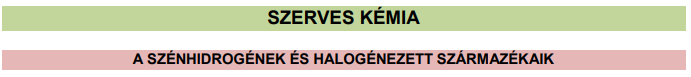 SZERVES KÉMIA
A SZÉNHIDROGÉNEK ÉS HALOGÉNEZETT SZÁRMAZÉKAIK